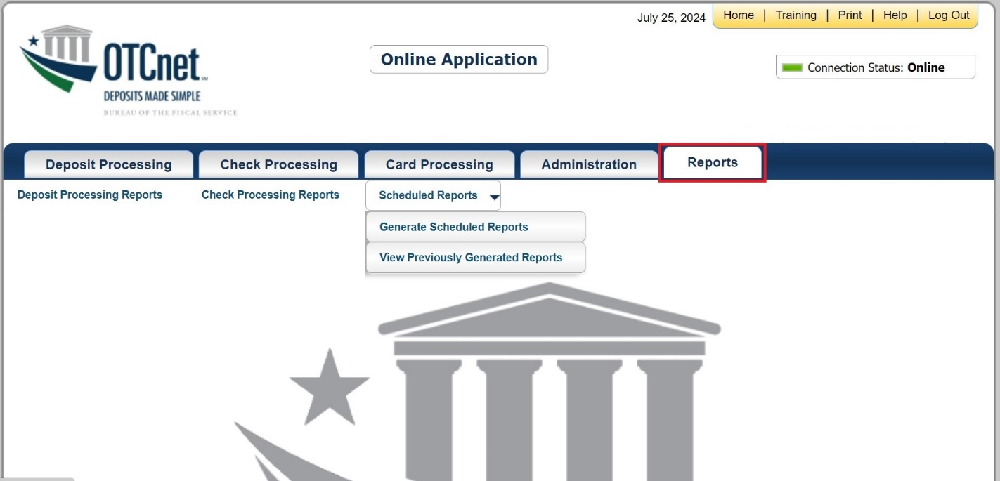 July 25, 2024
Home | Training | Print | Help | Log Out
OTCnet SM
DEPOSITS MADE SIMPLE
BUREAU OF THE FISCAL SERVICE
Online Application
Connection Status: Online
Deposit Processing
Check Processing
Card Processing
Administration
Reports
Deposit Processing Reports
Check Processing Reports
Scheduled Reports
Generate Scheduled Reports
View Previously Generated Reports